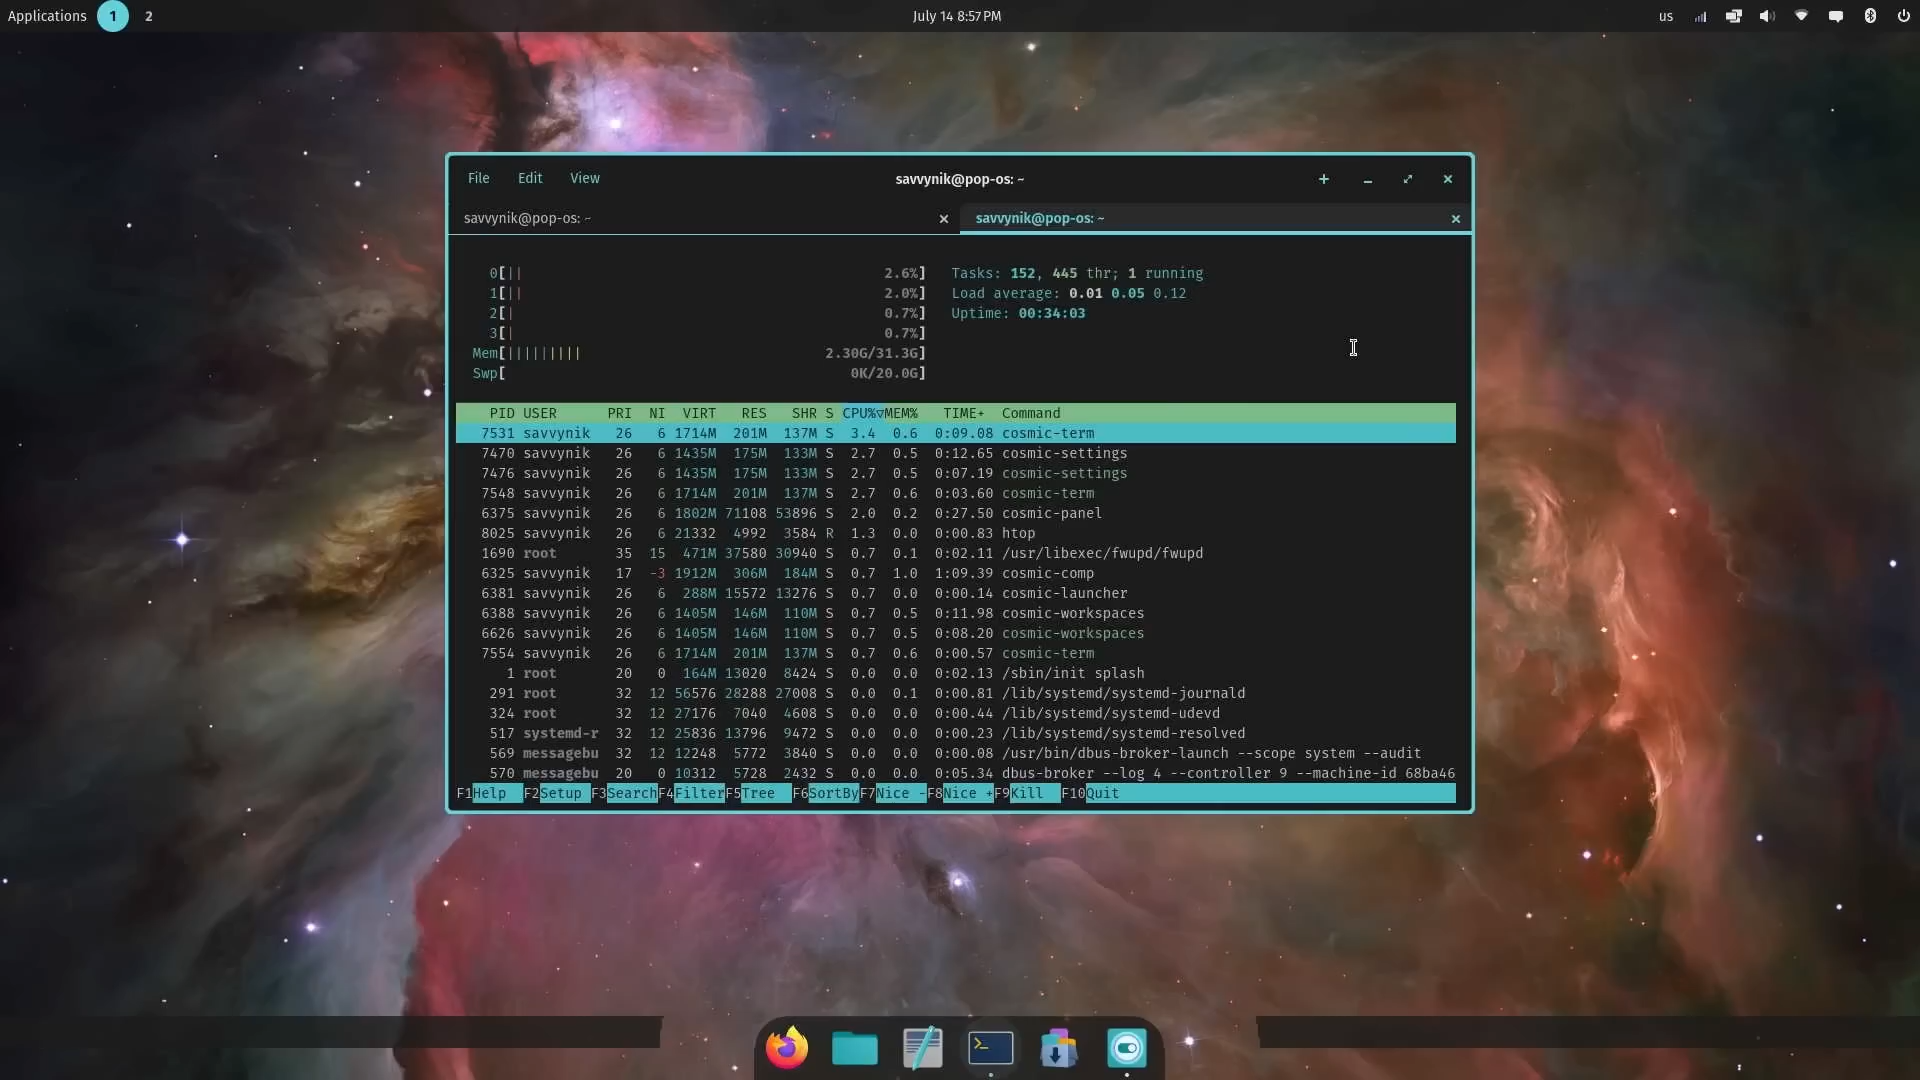 Applications 1 2 July 14 8:57 PM us
File Edit View savvynik@pop-os: ~
savvynik@pop-os: ~ savvynik@pop-os: ~
0[|| 2.6%] Tasks: 152, 445 thr; 1 running
1[|| 2.0%] Load average: 0.01 0.05 0.12
2[| 0.7%] Uptime: 00:34:03
3[| 0.7%]
Mem[||||||||| 2.30G/31.3G]
Swp[ 0K/20.0G]
PID USER PRI NI VIRT RES SHR S CPU%▽MEM% TIME+ Command
7531 savvynik 26 6 1714M 201M 137M S 3.4 0.6 0:09.08 cosmic-term
7470 savvynik 26 6 1435M 175M 133M S 2.7 0.5 0:12.65 cosmic-settings
7476 savvynik 26 6 1435M 175M 133M S 2.7 0.5 0:07.19 cosmic-settings
7548 savvynik 26 6 1714M 201M 137M S 2.7 0.6 0:03.60 cosmic-term
6375 savvynik 26 6 1802M 71108 53896 S 2.0 0.2 0:27.50 cosmic-panel
8025 savvynik 26 6 21332 4992 3584 R 1.3 0.0 0:00.83 htop
1690 root 35 15 471M 37580 30940 S 0.7 0.1 0:02.11 /usr/libexec/fwupd/fwupd
6325 savvynik 17 -3 1912M 306M 184M S 0.7 1.0 1:09.39 cosmic-comp
6381 savvynik 26 6 288M 15572 13276 S 0.7 0.0 0:00.14 cosmic-launcher
6388 savvynik 26 6 1405M 146M 110M S 0.7 0.5 0:11.98 cosmic-workspaces
6626 savvynik 26 6 1405M 146M 110M S 0.7 0.5 0:08.20 cosmic-workspaces
7554 savvynik 26 6 1714M 201M 137M S 0.7 0.6 0:00.57 cosmic-term
1 root 20 0 164M 13020 8424 S 0.0 0.0 0:02.13 /sbin/init splash
291 root 32 12 56576 28288 27008 S 0.0 0.1 0:00.81 /lib/systemd/systemd-journald
324 root 32 12 27176 7040 4608 S 0.0 0.0 0:00.44 /lib/systemd/systemd-udevd
517 systemd-r 32 12 25836 13796 9472 S 0.0 0.0 0:00.23 /lib/systemd/systemd-resolved
569 messagebu 32 12 12248 5772 3840 S 0.0 0.0 0:00.08 /usr/bin/dbus-broker-launch --scope system --audit
570 messagebu 20 0 10312 5728 2432 S 0.0 0.0 0:05.34 dbus-broker --log 4 --controller 9 --machine-id 68ba46
F1Help F2Setup F3SearchF4FilterF5Tree F6SortByF7Nice -F8Nice +F9Kill F10Quit